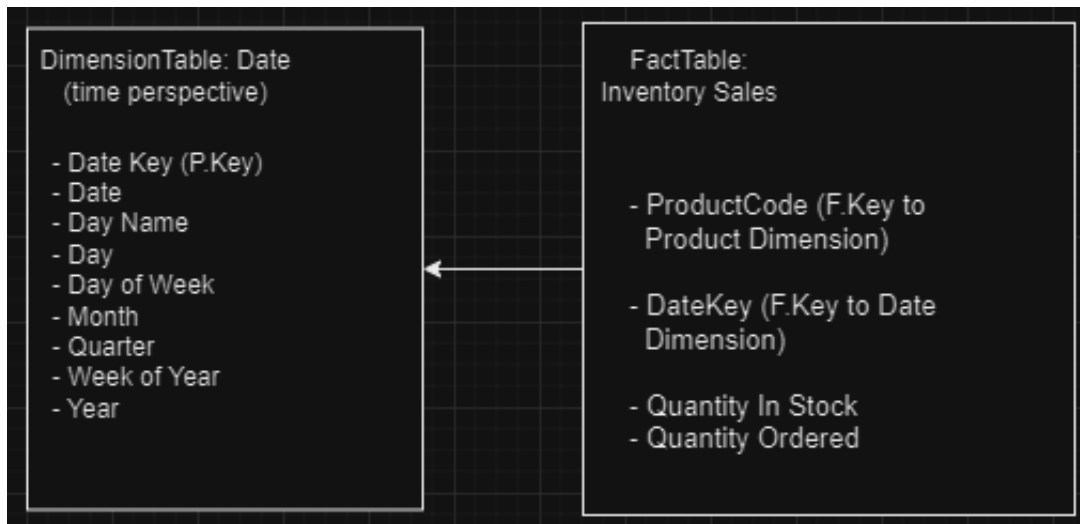 DimensionTable: Date
(time perspective)
- Date Key (P.Key)
- Date
- Day Name
- Day
- Day of Week
- Month
- Quarter
- Week of Year
- Year
FactTable:
Inventory Sales
- ProductCode (F.Key to
Product Dimension)
- DateKey (F.Key to Date
Dimension)
- Quantity In Stock
- Quantity Ordered